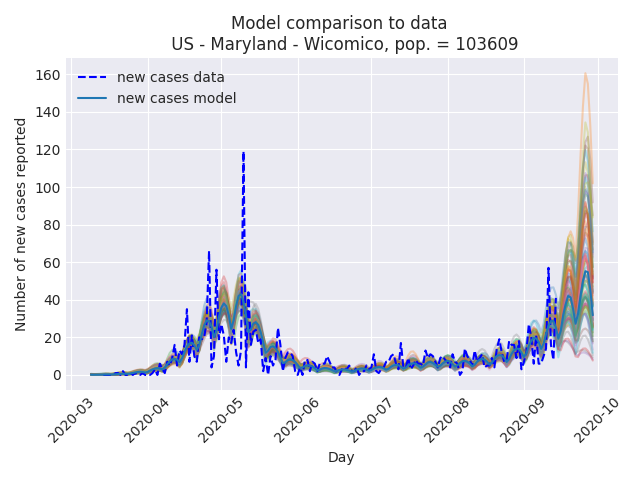 Model comparison to data
US - Maryland - Wicomico, pop. = 103609
new cases data
new cases model
160
140
120
100
80
60
40
20
0
Number of new cases reported
2020-03
2020-04
2020-05
2020-06
2020-07
2020-08
2020-09
2020-10
Day